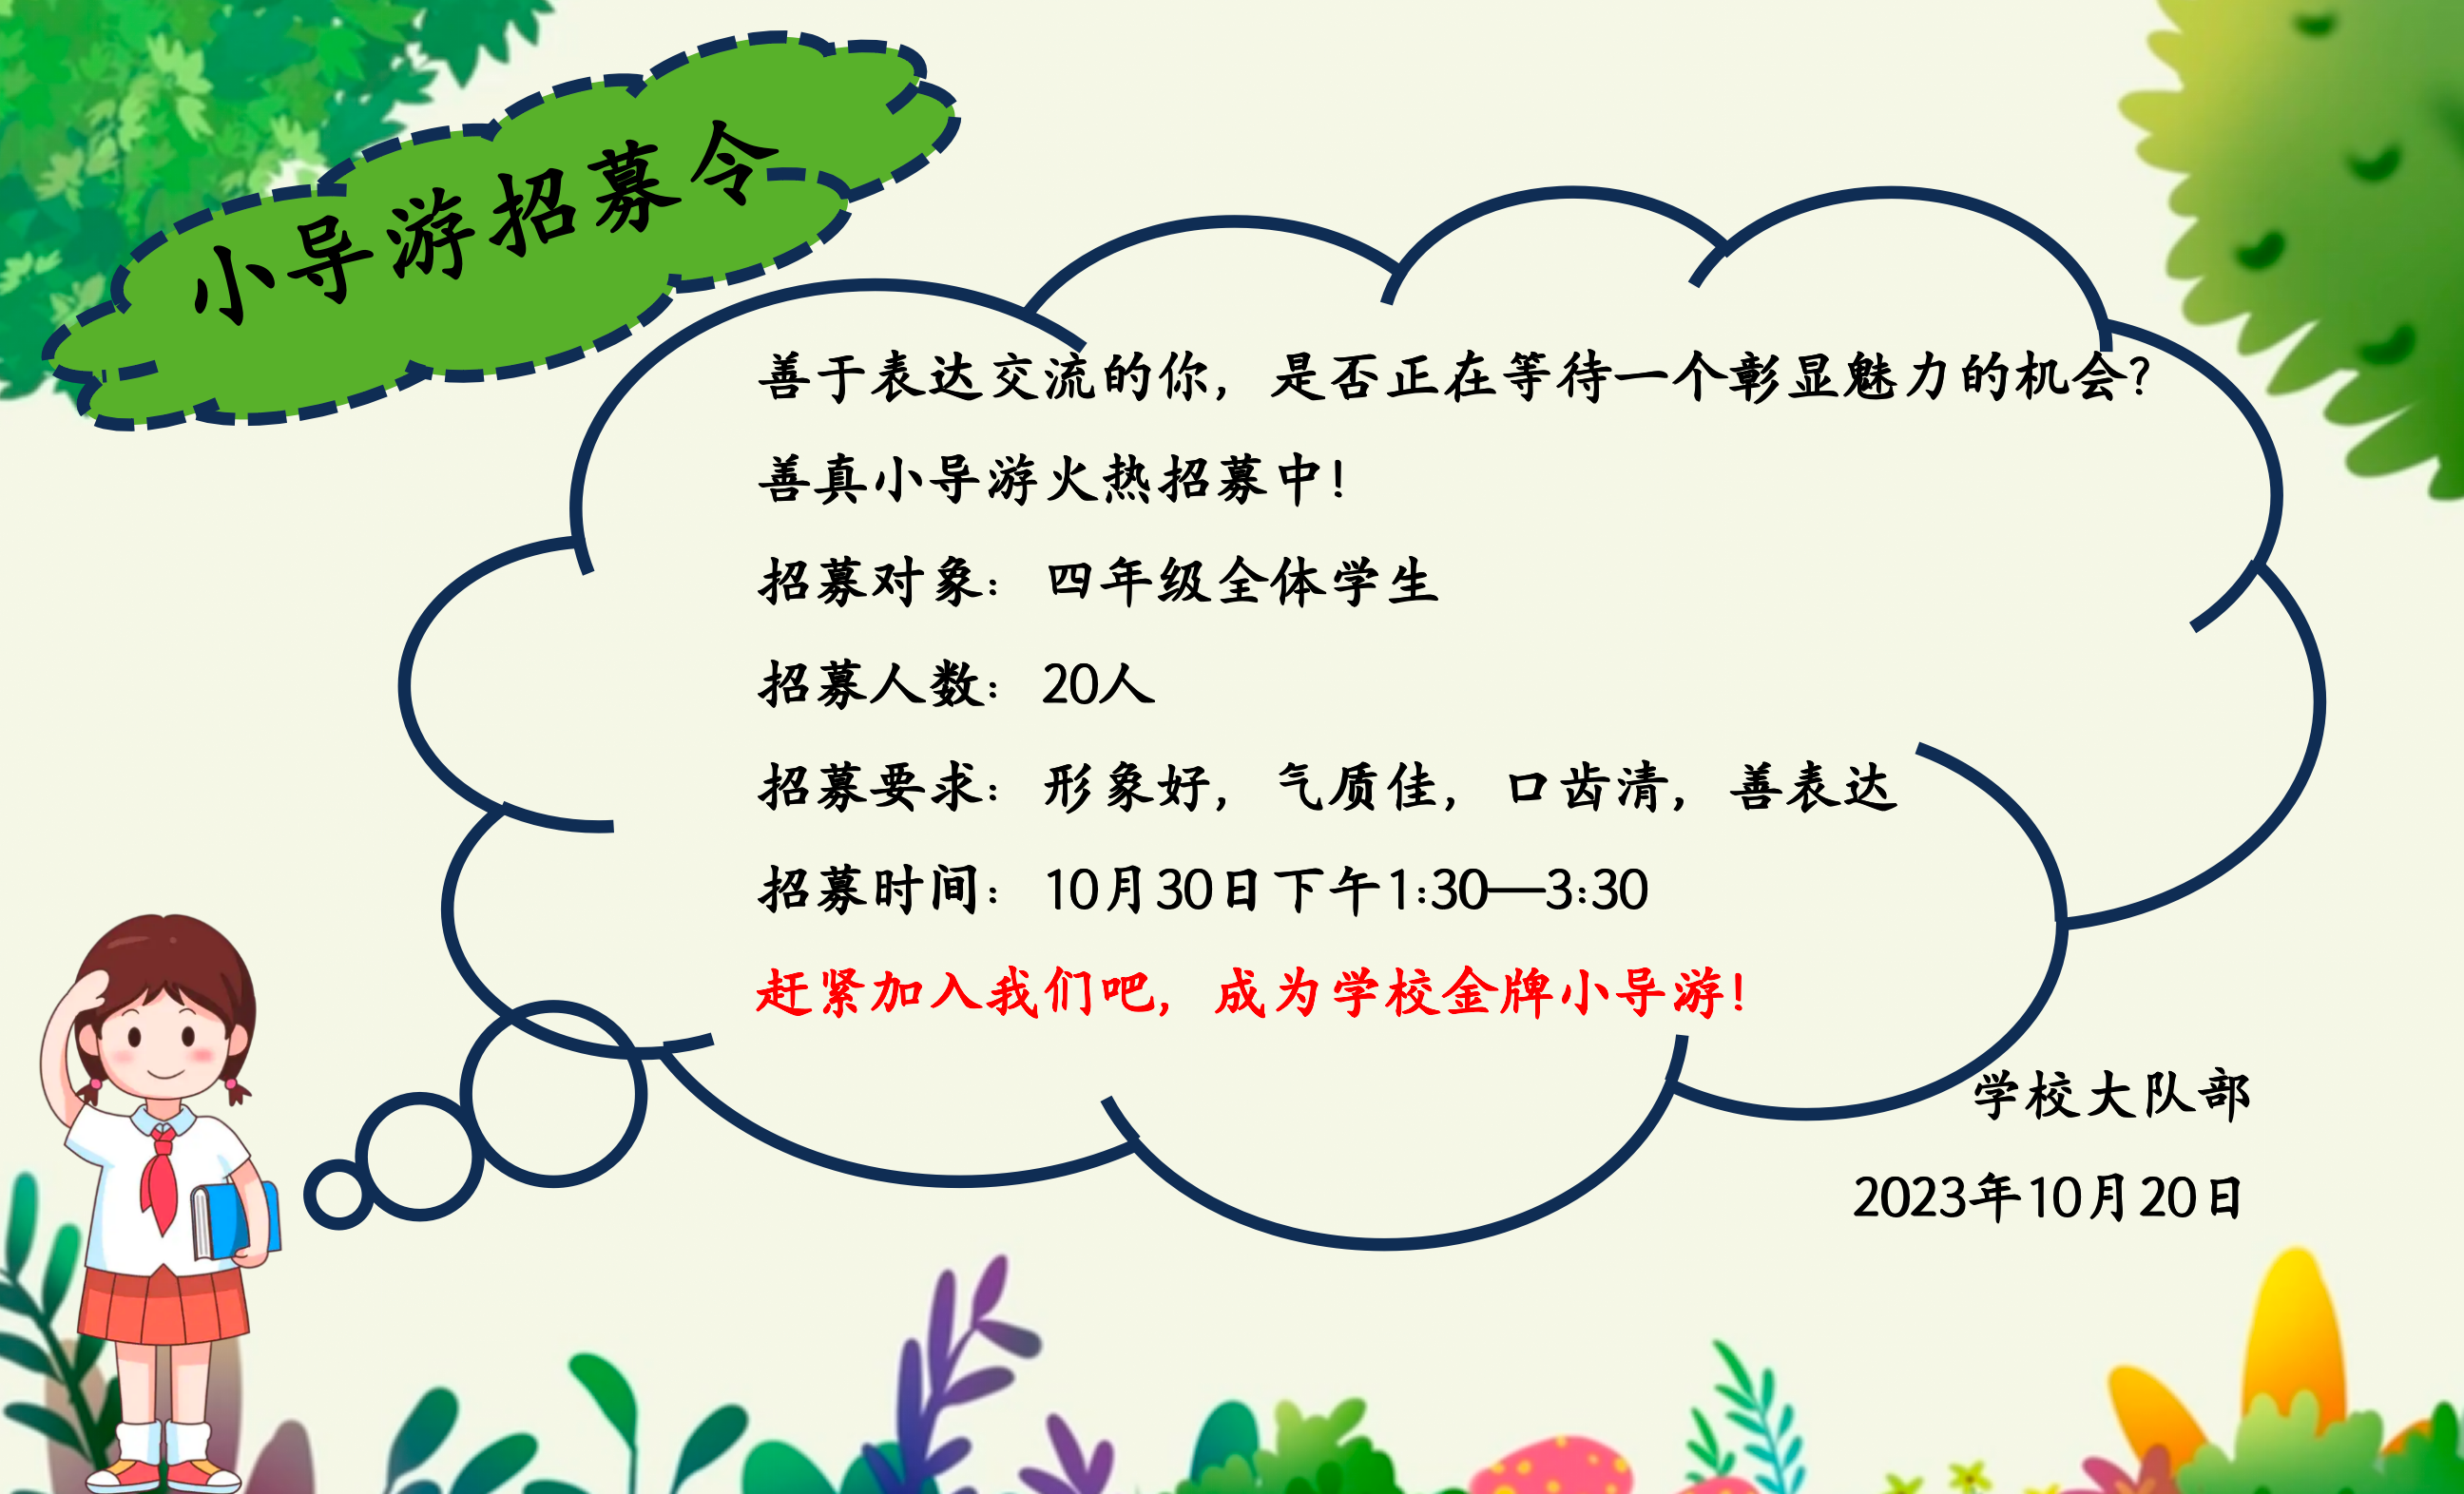 小导游招募令
善于表达交流的你，是否正在等待一个彰显魅力的机会？
善真小导游火热招募中！
招募对象：四年级全体学生
招募人数：20人
招募要求：形象好，气质佳，口齿清，善表达
招募时间：10月30日下午1:30—3:30
赶紧加入我们吧，成为学校金牌小导游！
学校大队部
2023年10月20日